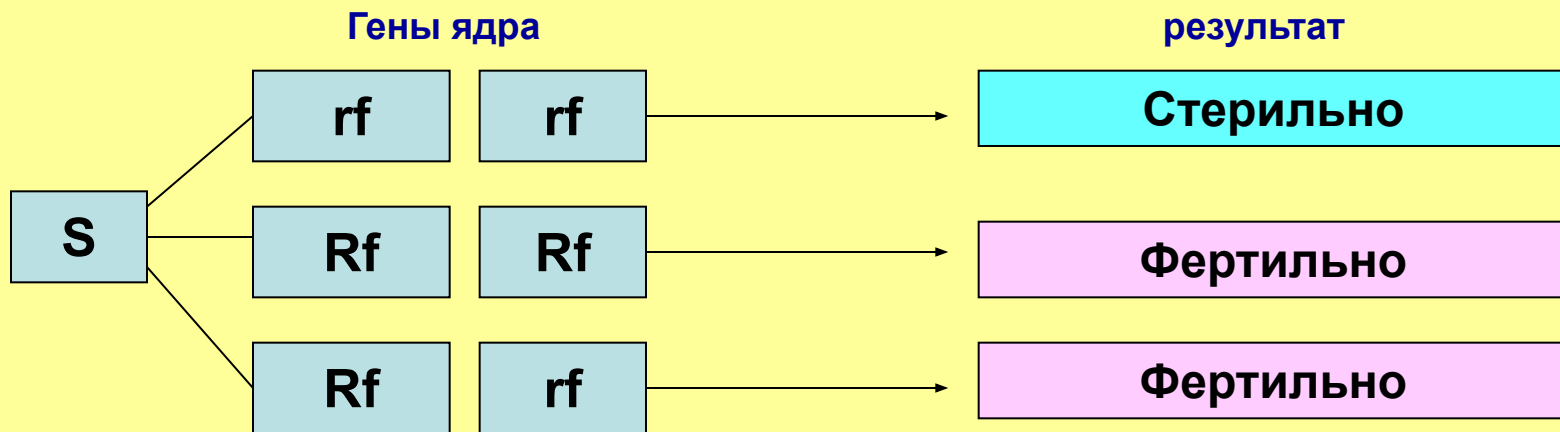 Гены ядра
результат
rf rf Стерильно
S
Rf Rf Фертильно
Rf rf Фертильно